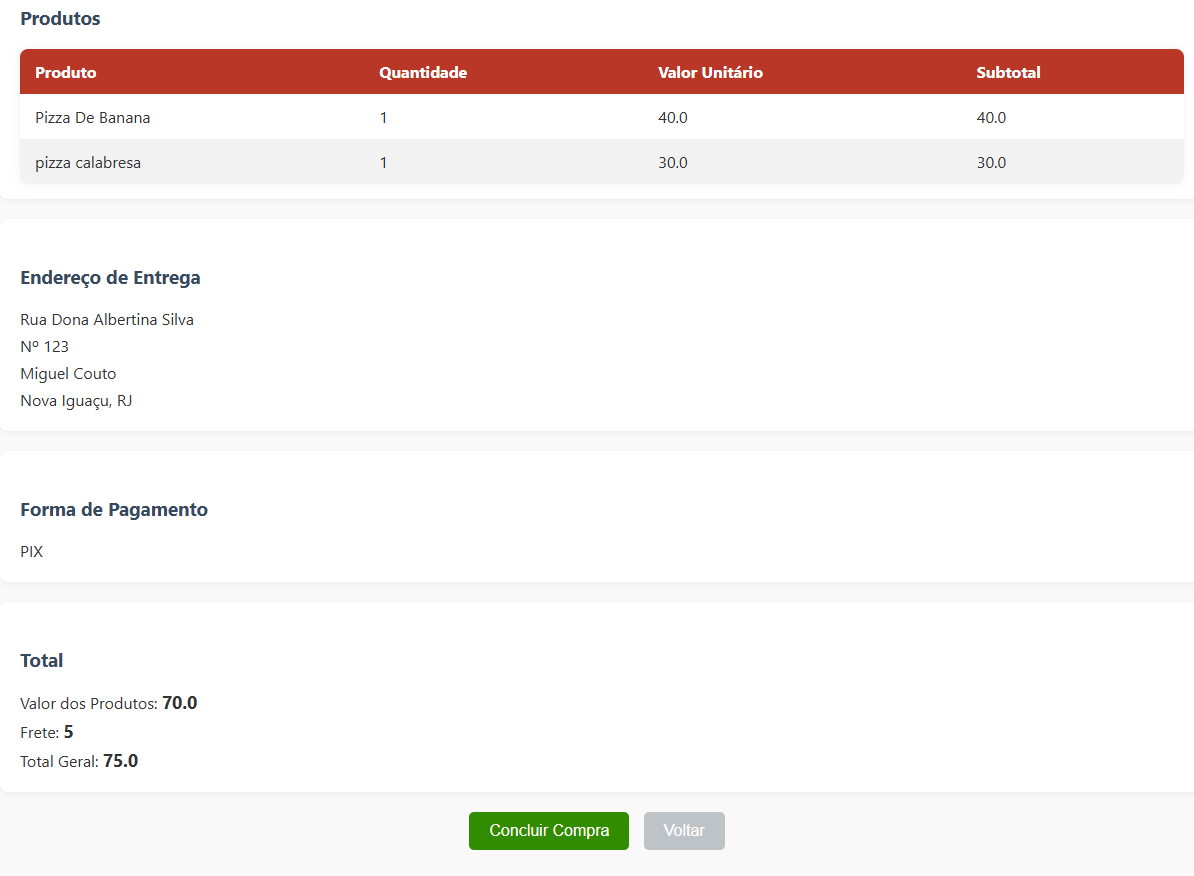 Produtos
Produto Quantidade Valor Unitário Subtotal
Pizza De Banana 1 40.0 40.0
pizza calabresa 1 30.0 30.0
Endereço de Entrega
Rua Dona Albertina Silva
Nº 123
Miguel Couto
Nova Iguaçu, RJ
Forma de Pagamento
PIX
Total
Valor dos Produtos: 70.0
Frete: 5
Total Geral: 75.0
Concluir Compra Voltar